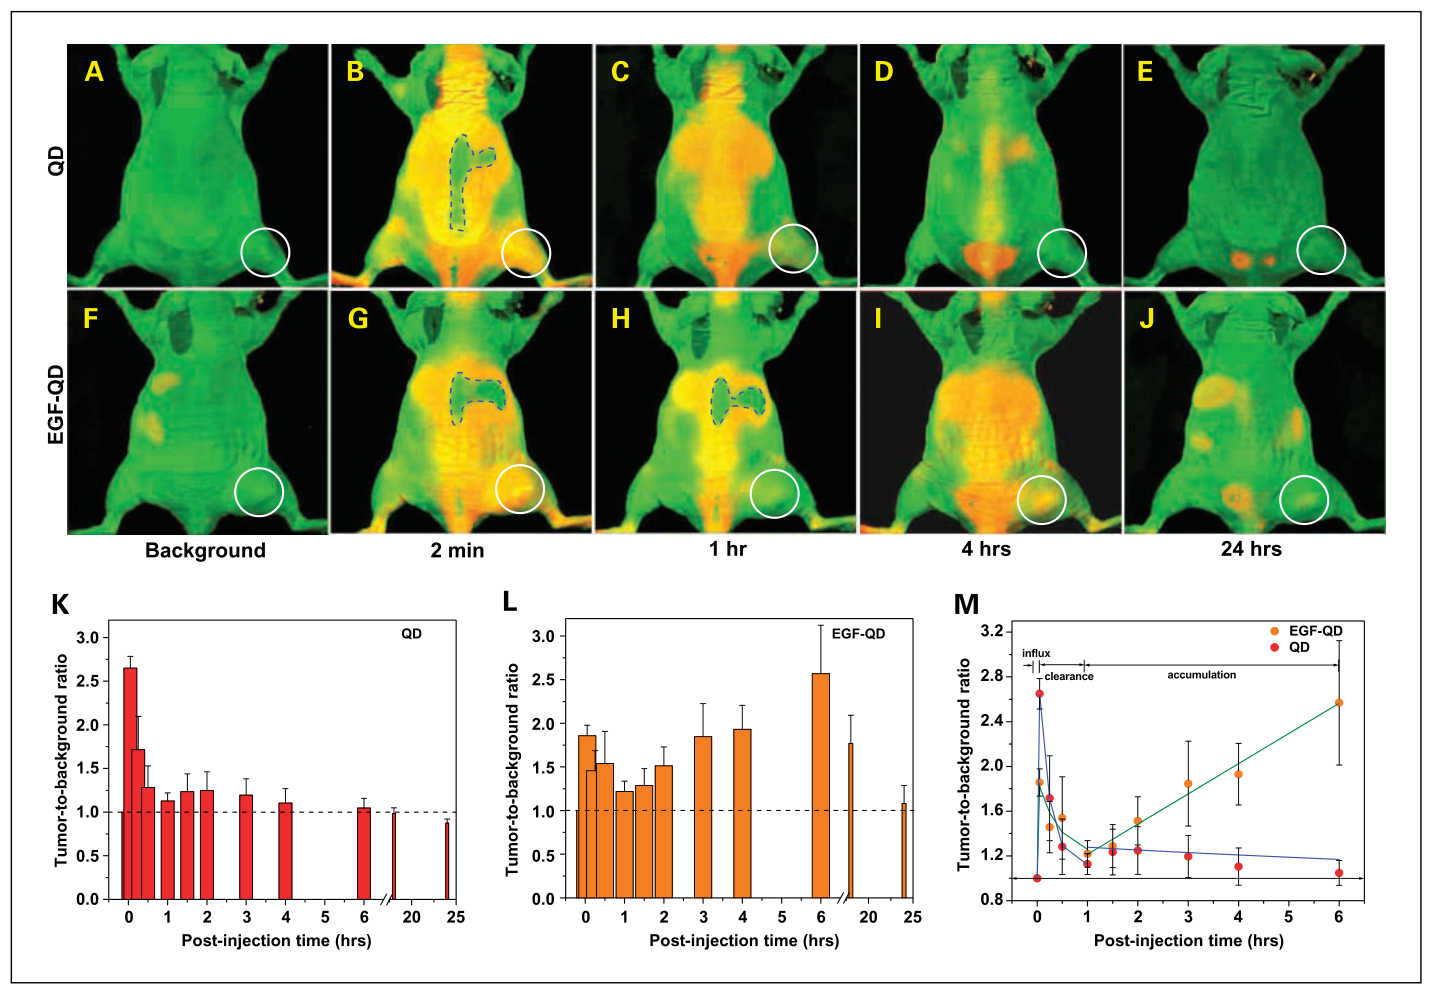 A B C D E
QD
F G H I J
EGF-QD
Background 2 min 1 hr 4 hrs 24 hrs
K
QD
Tumor-to-background ratio
3.0
2.5
2.0
1.5
1.0
0.5
0.0
0 1 2 3 4 5 6 20 25
Post-injection time (hrs)
L
EGF-QD
Tumor-to-background ratio
3.0
2.5
2.0
1.5
1.0
0.5
0.0
0 1 2 3 4 5 6 20 25
Post-injection time (hrs)
M
EGF-QD
QD
influx
clearance
accumulation
Tumor-to-background ratio
3.2
2.8
2.4
2.0
1.6
1.2
0.8
0 1 2 3 4 5 6
Post-injection time (hrs)